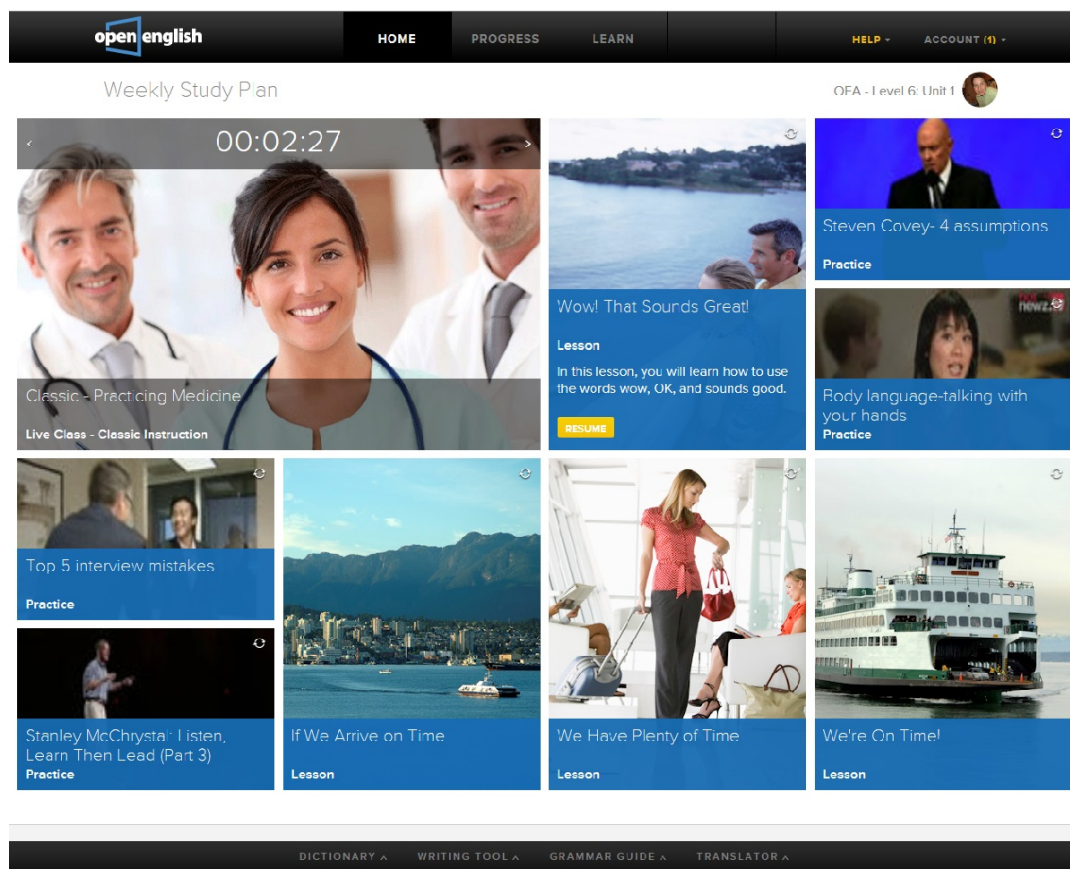 open english
HOME
PROGRESS
LEARN
HELP
ACCOUNT (1)
Weekly Study Plan
OEA - Level 6: Unit 1
00:02:27
Classic - Practicing Medicine
Live Class - Classic Instruction
Wow! That Sounds Great!
Lesson
In this lesson, you will learn how to use
the words wow, OK, and sounds good.
RESUME
Steven Covey- 4 assumptions
Practice
newz
Body language-talking with
your hands
Practice
Top 5 interview mistakes
Practice
Stanley McChrystal: Listen,
Learn Then Lead (Part 3)
Practice
If We Arrive on Time
Lesson
We Have Plenty of Time
Lesson
We're On Time!
Lesson
DICTIONARY
WRITING TOOL
GRAMMAR GUIDE
TRANSLATOR